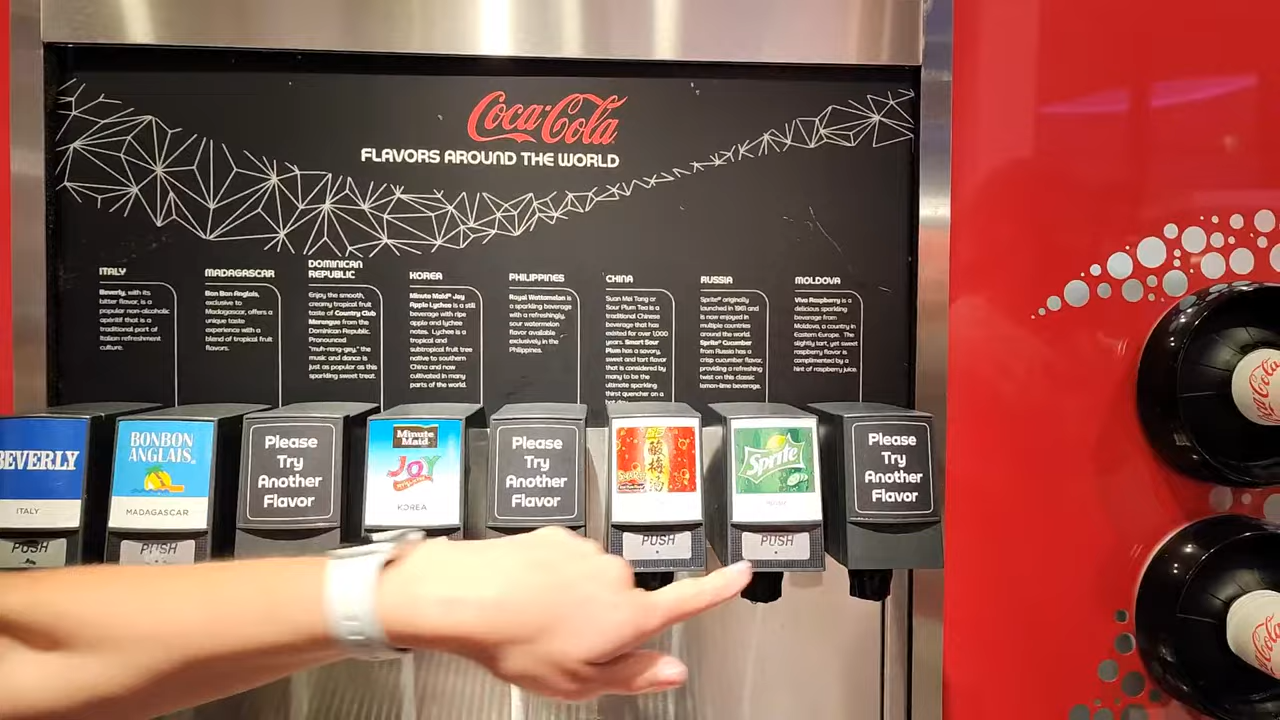 Coca-Cola
FLAVORS AROUND THE WORLD
ITALY
Beverly, with its
bitter flavor, is a
popular non-alcoholic
apéritif that is a
traditional part of
Italian refreshment
culture.
MADAGASCAR
Bon Bon Anglais,
exclusive to
Madagascar, offers a
unique taste
experience with a
blend of tropical fruit
flavors.
DOMINICAN
REPUBLIC
Enjoy the smooth,
creamy tropical fruit
taste of Country Club
Merengue from the
Dominican Republic.
Pronounced
"muh-reng-gey," the
music and dance is
just as popular as this
sparkling sweet treat.
KOREA
Minute Maid® Joy
Apple Lychee is a still
beverage with ripe
apple and lychee
notes. Lychee is a
tropical and
subtropical fruit tree
native to southern
China and now
cultivated in many
parts of the world.
PHILIPPINES
Royal Wattamelon is
a sparkling beverage
with a refreshingly
sour watermelon
flavor available
exclusively in the
Philippines.
CHINA
Suan Mei Tang or
Sour Plum Tea is a
traditional Chinese
beverage that has
existed for over 1,000
years. Smart Sour
Plum has a savory,
sweet and tart flavor
that is considered by
many to be the
ultimate sparkling
thirst quencher on a
hot day.
RUSSIA
Sprite® originally
launched in 1961 and
is now enjoyed in
multiple countries
around the world.
Sprite® Cucumber
from Russia has a
crisp cucumber flavor,
providing a refreshing
twist on this classic
lemon-lime beverage.
MOLDOVA
Viva Raspberry is a
delicious sparkling
beverage from
Moldova, a country in
Eastern Europe. The
slightly tart, yet sweet
raspberry flavor is
complimented by a
hint of raspberry juice.
BEVERLY
ITALY
PUSH
BONBON
ANGLAIS
MADAGASCAR
PUSH
Please
Try
Another
Flavor
Minute
Maid
Joy
KOREA
Please
Try
Another
Flavor
酸梅汤
PUSH
Sprite
PUSH
Please
Try
Another
Flavor
Coca-Cola
Coca-Cola